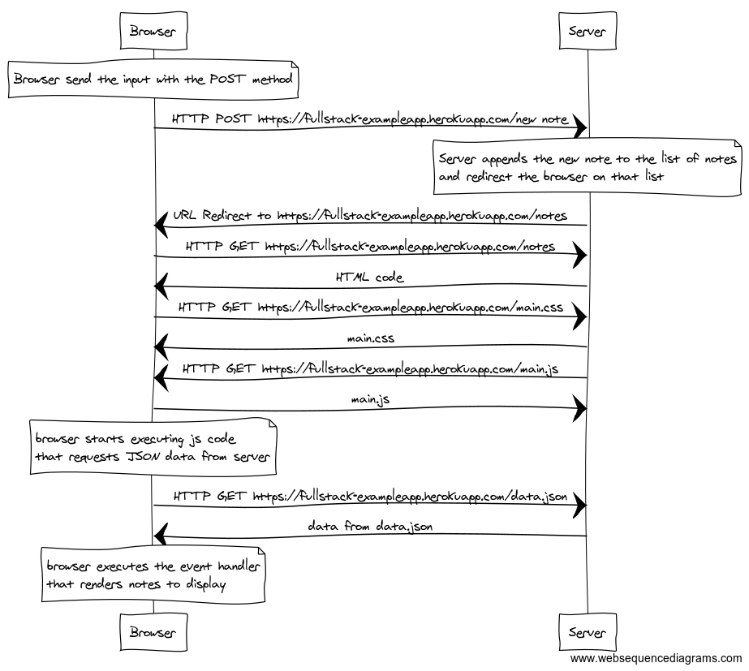 Browser
Server
Browser send the input with the POST method
HTTP POST https://fullstack-exampleapp.herokuapp.com/new note
Server appends the new note to the list of notes
and redirect the browser on that list
URL Redirect to https://fullstack-exampleapp.herokuapp.com/notes
HTTP GET https://fullstack-exampleapp.herokuapp.com/notes
HTML code
HTTP GET https://fullstack-exampleapp.herokuapp.com/main.css
main.css
HTTP GET https://fullstack-exampleapp.herokuapp.com/main.js
main.js
browser starts executing js code
that requests JSON data from server
HTTP GET https://fullstack-exampleapp.herokuapp.com/data.json
data from data.json
browser executes the event handler
that renders notes to display
Browser
Server
www.websequencediagrams.com